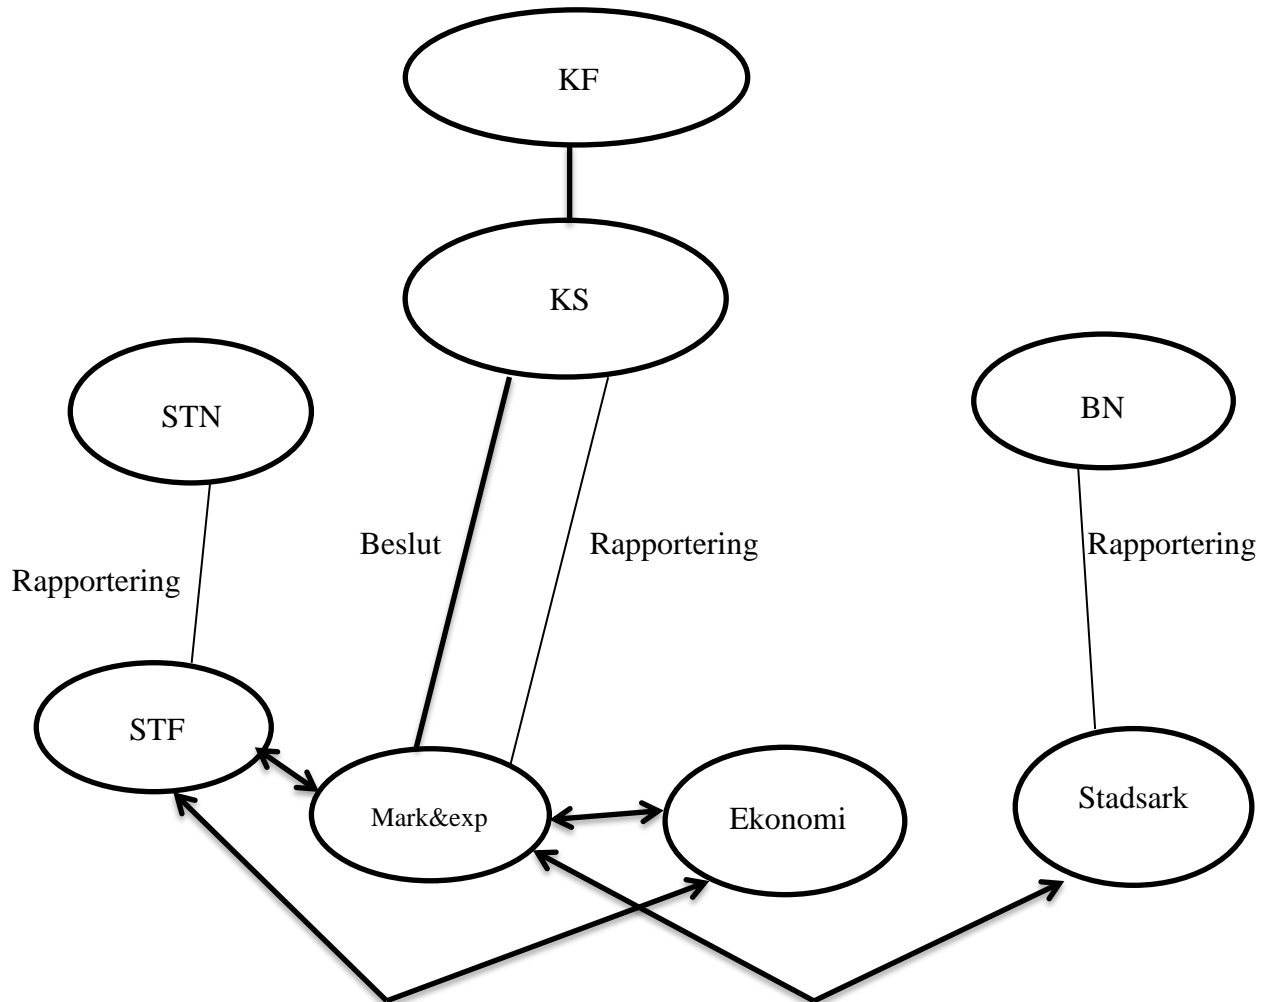 KF
KS
STN
BN
Beslut
Rapportering
Rapportering
Rapportering
STF
Mark&exp
Ekonomi
Stadsark